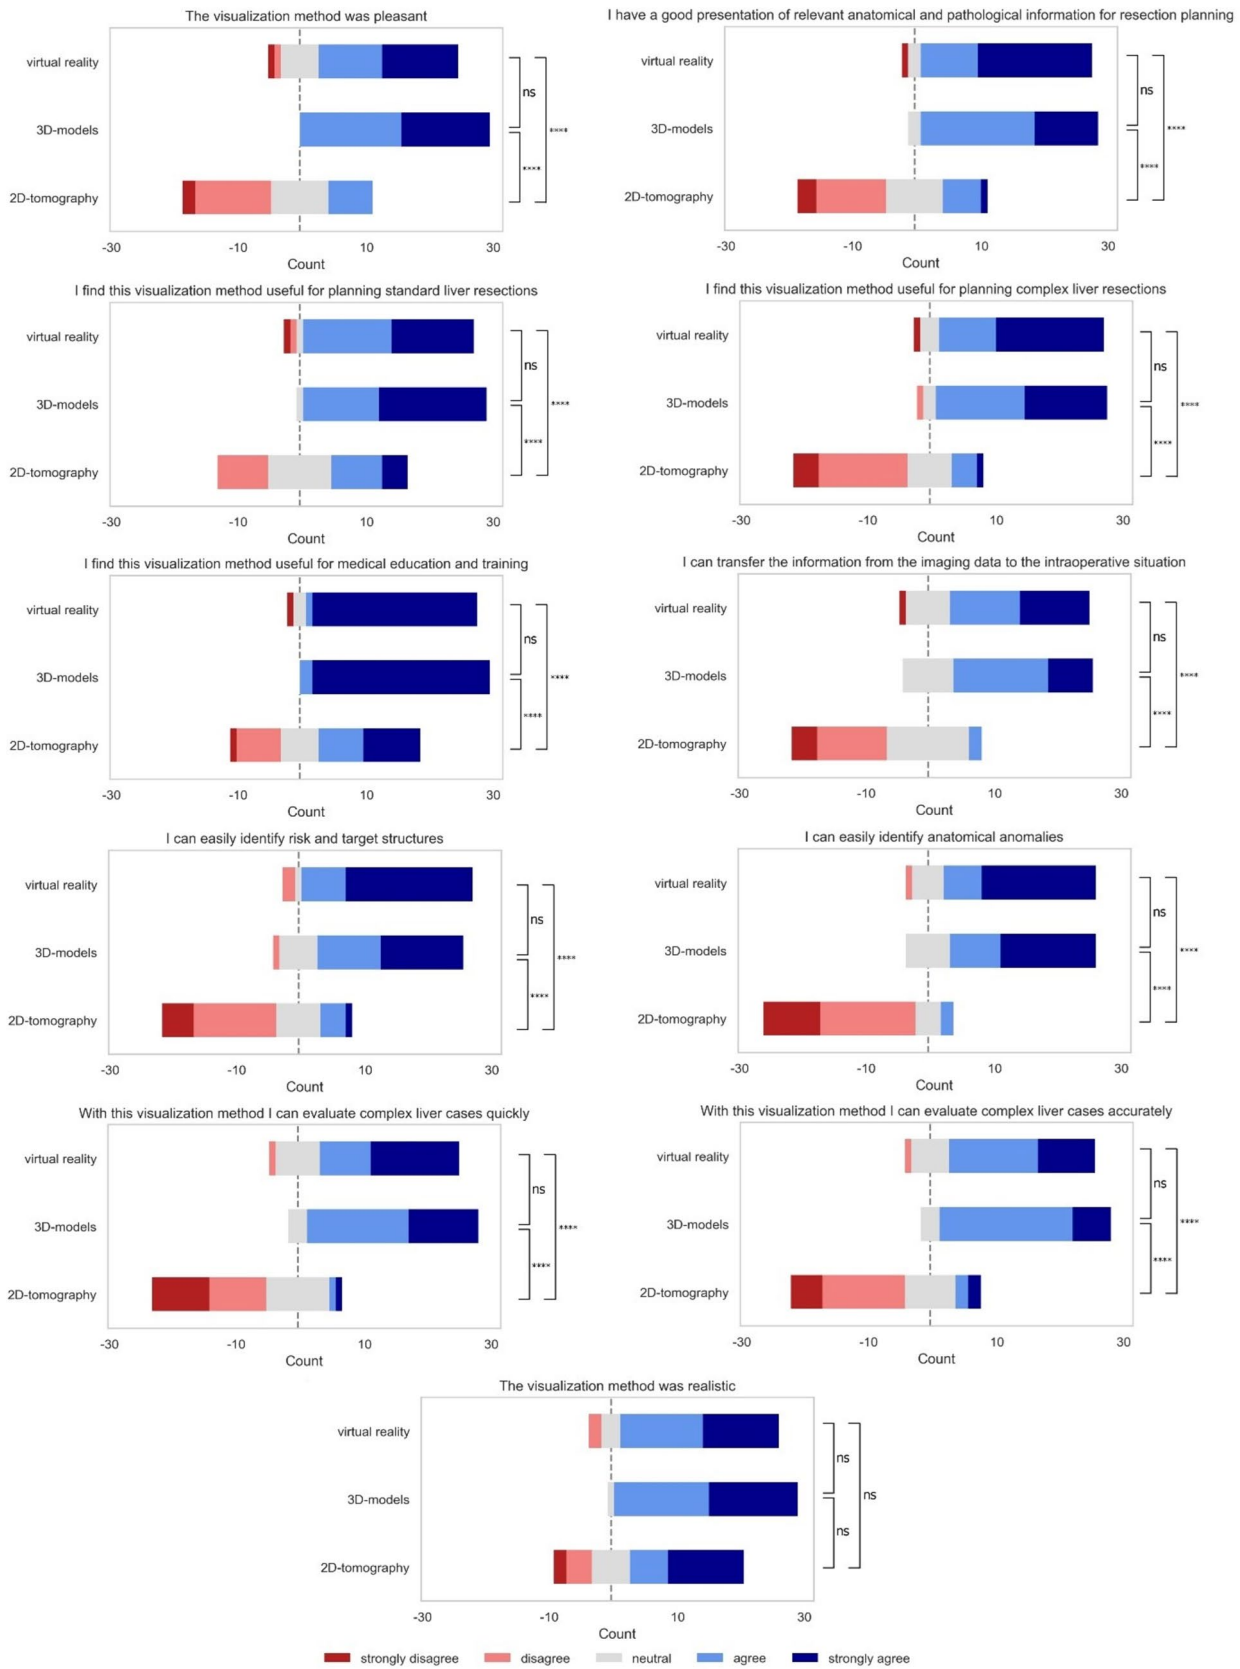 The visualization method was pleasant
virtual reality
3D-models
2D-tomography
ns
****
****
-30 -10 10 30
Count
I have a good presentation of relevant anatomical and pathological information for resection planning
virtual reality
3D-models
2D-tomography
ns
****
****
-30 -10 10 30
Count
I find this visualization method useful for planning standard liver resections
virtual reality
3D-models
2D-tomography
ns
****
****
-30 -10 10 30
Count
I find this visualization method useful for planning complex liver resections
virtual reality
3D-models
2D-tomography
ns
****
****
-30 -10 10 30
Count
I find this visualization method useful for medical education and training
virtual reality
3D-models
2D-tomography
ns
****
****
-30 -10 10 30
Count
I can transfer the information from the imaging data to the intraoperative situation
virtual reality
3D-models
2D-tomography
ns
****
****
-30 -10 10 30
Count
I can easily identify risk and target structures
virtual reality
3D-models
2D-tomography
ns
****
****
-30 -10 10 30
Count
I can easily identify anatomical anomalies
virtual reality
3D-models
2D-tomography
ns
****
****
-30 -10 10 30
Count
With this visualization method I can evaluate complex liver cases quickly
virtual reality
3D-models
2D-tomography
ns
****
****
-30 -10 10 30
Count
With this visualization method I can evaluate complex liver cases accurately
virtual reality
3D-models
2D-tomography
ns
****
****
-30 -10 10 30
Count
The visualization method was realistic
virtual reality
3D-models
2D-tomography
ns
ns
ns
-30 -10 10 30
Count
strongly disagree disagree neutral agree strongly agree